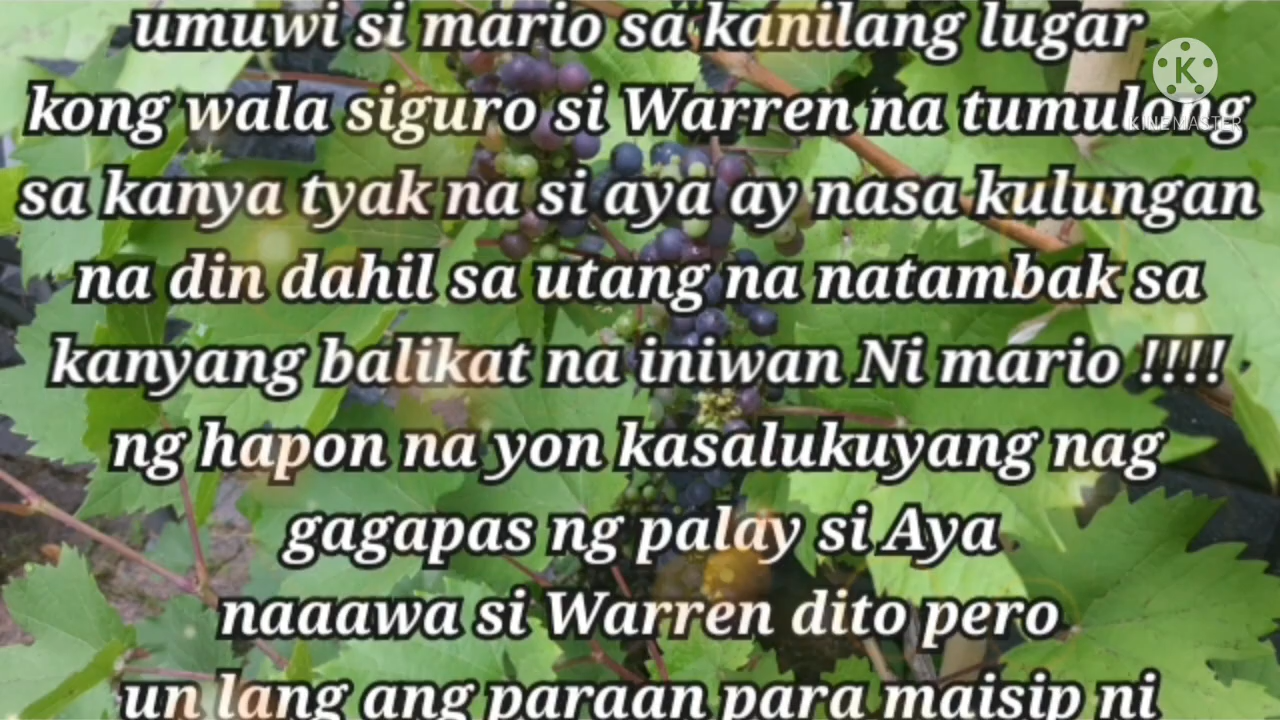 umuwi si mario sa kanilang lugar
kong wala siguro si Warren na tumulong
K
KINEMASTER
sa kanya tyak na si aya ay nasa kulungan
na din dahil sa utang na natambak sa
kanyang balikat na iniwan Ni mario !!!!
ng hapon na yon kasalukuyang nag
gagapas ng palay si Aya
naaawa si Warren dito pero
un lang ang paraan para maisip ni